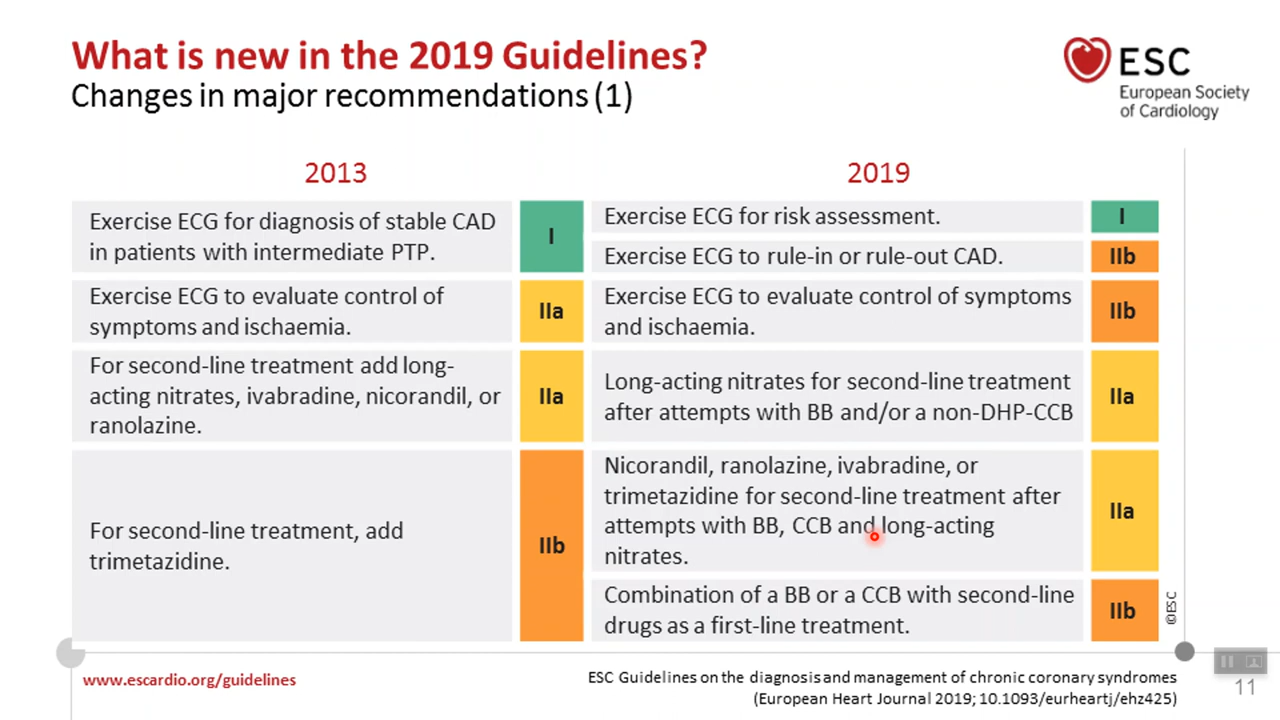 What is new in the 2019 Guidelines?
Changes in major recommendations (1)
ESC
European Society
of Cardiology
2013
2019
Exercise ECG for diagnosis of stable CAD
in patients with intermediate PTP.
I
Exercise ECG for risk assessment.
I
Exercise ECG to rule-in or rule-out CAD.
IIb
Exercise ECG to evaluate control of
symptoms and ischaemia.
IIa
Exercise ECG to evaluate control of symptoms
and ischaemia.
IIb
For second-line treatment add long-
acting nitrates, ivabradine, nicorandil, or
ranolazine.
IIa
Long-acting nitrates for second-line treatment
after attempts with BB and/or a non-DHP-CCB
IIa
For second-line treatment, add
trimetazidine.
IIb
Nicorandil, ranolazine, ivabradine, or
trimetazidine for second-line treatment after
attempts with BB, CCB and long-acting
nitrates.
IIa
Combination of a BB or a CCB with second-line
drugs as a first-line treatment.
IIb
©ESC
www.escardio.org/guidelines
ESC Guidelines on the diagnosis and management of chronic coronary syndromes
(European Heart Journal 2019; 10.1093/eurheartj/ehz425)
11